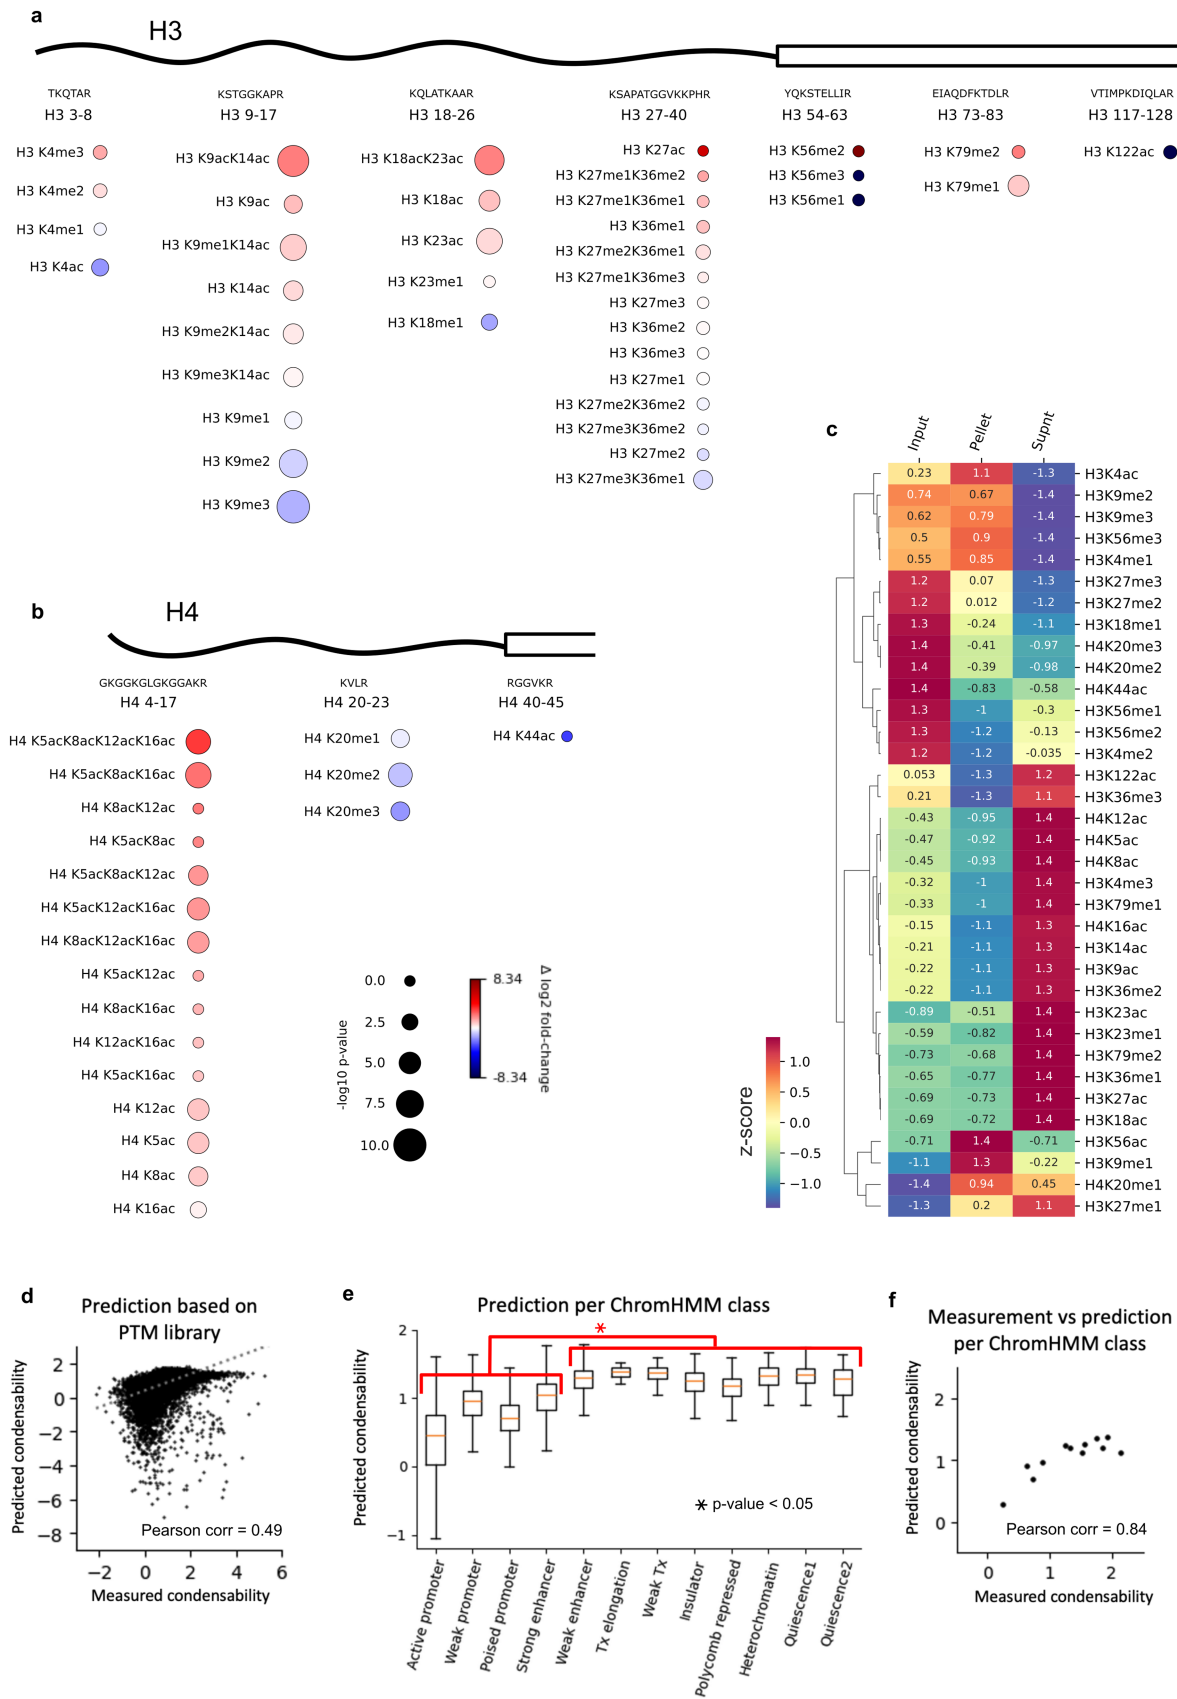 a
H3
TKQTAR
H3 3-8
H3 K4me3
H3 K4me2
H3 K4me1
H3 K4ac
KSTGGKAPR
H3 9-17
H3 K9acK14ac
H3 K9ac
H3 K9me1K14ac
H3 K14ac
H3 K9me2K14ac
H3 K9me3K14ac
H3 K9me1
H3 K9me2
H3 K9me3
KQLATKAAR
H3 18-26
H3 K18acK23ac
H3 K18ac
H3 K23ac
H3 K23me1
H3 K18me1
KSAPATGGVKKPHR
H3 27-40
H3 K27ac
H3 K27me1K36me2
H3 K27me1K36me1
H3 K36me1
H3 K27me2K36me1
H3 K27me1K36me3
H3 K27me3
H3 K36me2
H3 K36me3
H3 K27me1
H3 K27me2K36me2
H3 K27me3K36me2
H3 K27me2
H3 K27me3K36me1
YQKSTELLIR
H3 54-63
H3 K56me2
H3 K56me3
H3 K56me1
EIAQDFKTDLR
H3 73-83
H3 K79me2
H3 K79me1
VTIMPKDIQLAR
H3 117-128
H3 K122ac
b
H4
GKGGKGLGKGGAKR
H4 4-17
H4 K5acK8acK12acK16ac
H4 K5acK8acK16ac
H4 K8acK12ac
H4 K5acK8ac
H4 K5acK8acK12ac
H4 K5acK12acK16ac
H4 K8acK12acK16ac
H4 K5acK12ac
H4 K8acK16ac
H4 K12acK16ac
H4 K5acK16ac
H4 K12ac
H4 K5ac
H4 K8ac
H4 K16ac
KVLR
H4 20-23
H4 K20me1
H4 K20me2
H4 K20me3
RGGVKR
H4 40-45
H4 K44ac
-log10 p-value
0.0
2.5
5.0
7.5
10.0
8.34
-8.34
Δ log2 fold-change
c
Input Pellet Supnt
0.23 1.1 -1.3 H3K4ac
0.74 0.67 -1.4 H3K9me2
0.62 0.79 -1.4 H3K9me3
0.5 0.9 -1.4 H3K56me3
0.55 0.85 -1.4 H3K4me1
1.2 0.07 -1.3 H3K27me3
1.2 0.012 -1.2 H3K27me2
1.3 -0.24 -1.1 H3K18me1
1.4 -0.41 -0.97 H4K20me3
1.4 -0.39 -0.98 H4K20me2
1.4 -0.83 -0.58 H4K44ac
1.3 -1 -0.3 H3K56me1
1.3 -1.2 -0.13 H3K56me2
1.2 -1.2 -0.035 H3K4me2
0.053 -1.3 1.2 H3K122ac
0.21 -1.3 1.1 H3K36me3
-0.43 -0.95 1.4 H4K12ac
-0.47 -0.92 1.4 H4K5ac
-0.45 -0.93 1.4 H4K8ac
-0.32 -1 1.4 H3K4me3
-0.33 -1 1.4 H3K79me1
-0.15 -1.1 1.3 H4K16ac
-0.21 -1.1 1.3 H3K14ac
-0.22 -1.1 1.3 H3K9ac
-0.22 -1.1 1.3 H3K36me2
-0.89 -0.51 1.4 H3K23ac
-0.59 -0.82 1.4 H3K23me1
-0.73 -0.68 1.4 H3K79me2
-0.65 -0.77 1.4 H3K36me1
-0.69 -0.73 1.4 H3K27ac
-0.69 -0.72 1.4 H3K18ac
-0.71 1.4 -0.71 H3K56ac
-1.1 1.3 -0.22 H3K9me1
-1.4 0.94 0.45 H4K20me1
-1.3 0.2 1.1 H3K27me1
z-score
1.0
0.5
0.0
−0.5
−1.0
d
Prediction based on
PTM library
Predicted condensability
2
0
−2
−4
−6
−8
Pearson corr = 0.49
−2 0 2 4 6
Measured condensability
e
Prediction per ChromHMM class
*
Predicted condensability
2
1
0
−1
* p-value < 0.05
Active promoter
Weak promoter
Poised promoter
Strong enhancer
Weak enhancer
Tx elongation
Weak Tx
Insulator
Polycomb repressed
Heterochromatin
Quiescence1
Quiescence2
f
Measurement vs prediction
per ChromHMM class
Predicted condensability
2
1
0
Pearson corr = 0.84
0 1 2
Measured condensability